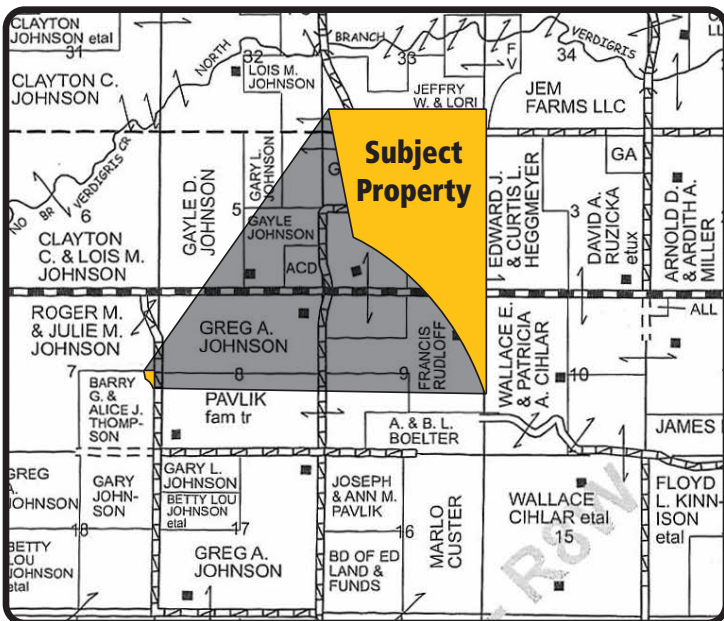 CLAYTON
JOHNSON etal
31
CLAYTON C.
JOHNSON
NORTH
32
LOIS M.
JOHNSON
BRANCH
33
JEFFRY
W. & LORI
F
V
34
VERDIGRIS
JEM
FARMS LLC
Subject
Property
GA
NO BR VERDIGRIS CR
6
CLAYTON
C. & LOIS M.
JOHNSON
GAYLE D.
JOHNSON
GARY L.
JOHNSON
5
GAYLE
JOHNSON
ACD
G
EDWARD J.
& CURTIS L.
HEGGMEYER
3
DAVID A.
RUZICKA
etux
ARNOLD D.
& ARDITH A.
MILLER
ROGER M.
& JULIE M.
JOHNSON
7
GREG A.
JOHNSON
8
9
FRANCIS
RUDLOFF
WALLACE E.
& PATRICIA
A. CIHLAR
10
ALL
BARRY
G. &
ALICE J.
THOMP-
SON
PAVLIK
fam tr
A. & B. L.
BOELTER
JAMES
GREG
A.
JOHNSON
GARY
JOHN-
SON
18
GARY L.
JOHNSON
BETTY LOU
JOHNSON
etal
17
JOSEPH
& ANN M.
PAVLIK
16
MARLO
CUSTER
WALLACE
CIHLAR etal
15
FLOYD
L. KINN-
ISON
etal
BETTY
LOU
JOHNSON
etal
GREG A.
JOHNSON
BD OF ED
LAND &
FUNDS
R8W